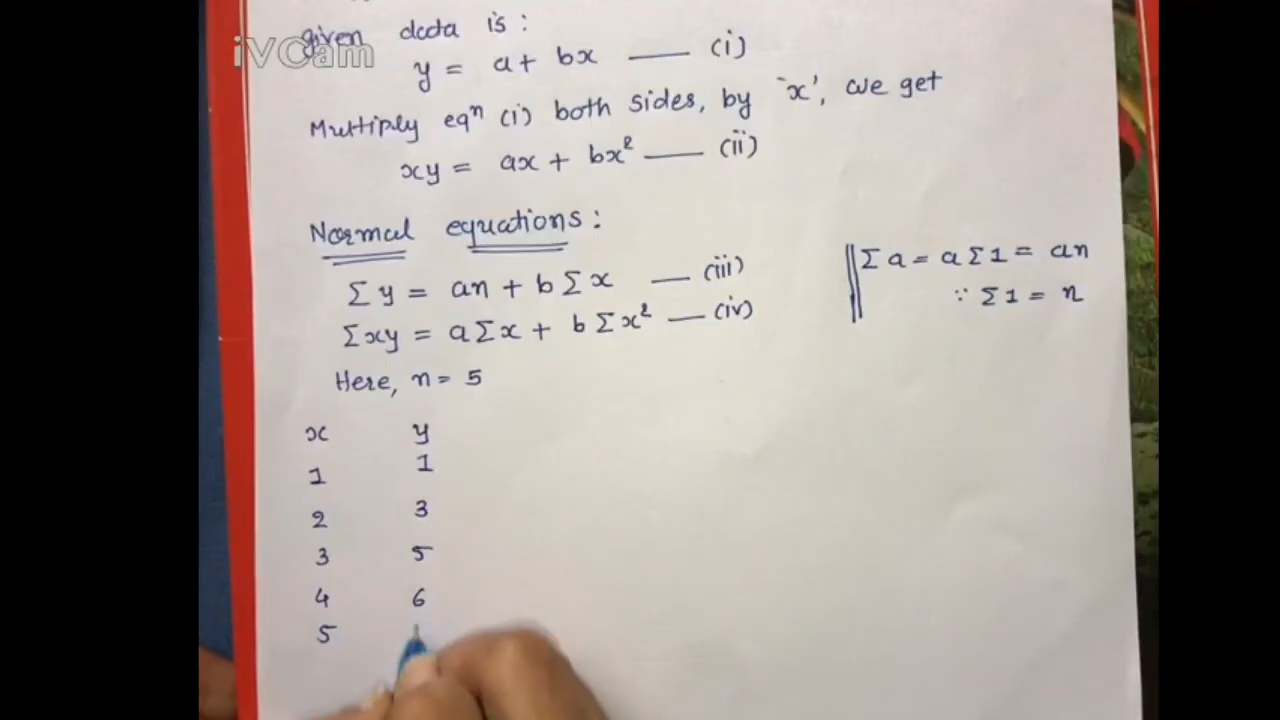 given data is:
iVCam
y = a + bx —— (i)
Multiply eqⁿ (i) both sides, by 'x', we get
xy = ax + bx² —— (ii)
Normal equations:
Σy = an + bΣx —— (iii)
Σxy = aΣx + bΣx² —— (iv)
Σa = aΣ1 = an
∵ Σ1 = n
Here, n = 5
x y
1 1
2 3
3 5
4 6
5